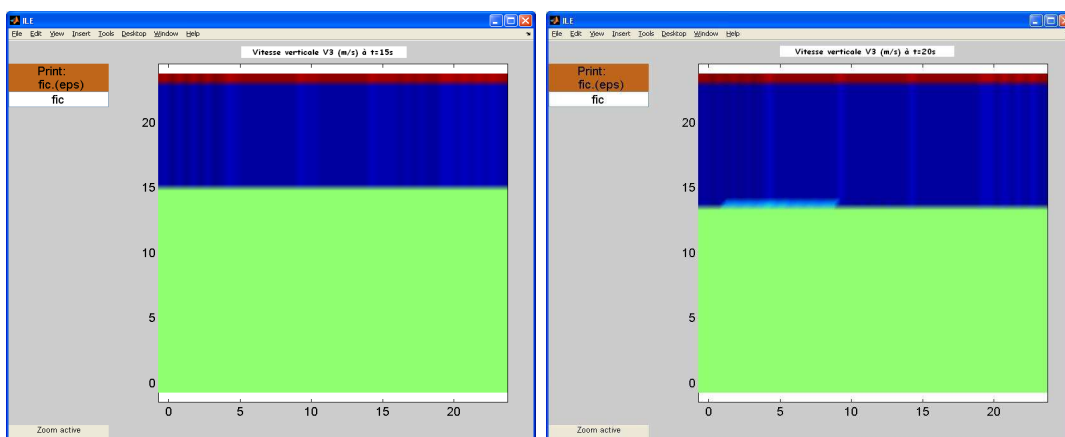 ILE
File Edit View Insert Tools Desktop Window Help
Vitesse verticale V3 (m/s) à t=15s
Print:
fic.(eps)
fic
20
15
10
5
0
0 5 10 15 20
Zoom active
ILE
File Edit View Insert Tools Desktop Window Help
Vitesse verticale V3 (m/s) à t=20s
Print:
fic.(eps)
fic
20
15
10
5
0
0 5 10 15 20
Zoom active